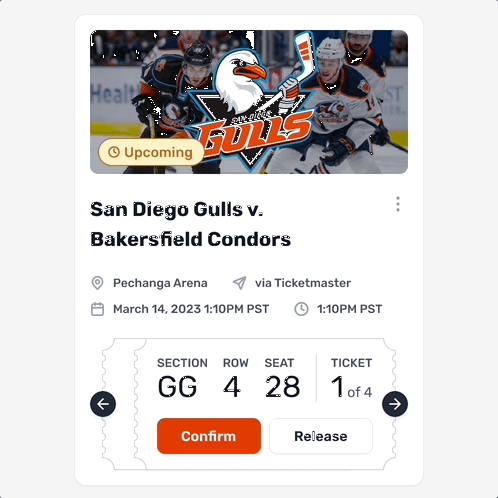 Health
ST
SAN DIEGO
GULLS
Upcoming
San Diego Gulls v.
Bakersfield Condors
Pechanga Arena
via Ticketmaster
March 14, 2023 1:10PM PST
1:10PM PST
SECTION ROW SEAT TICKET
GG 4 28 1 of 4
Confirm Release